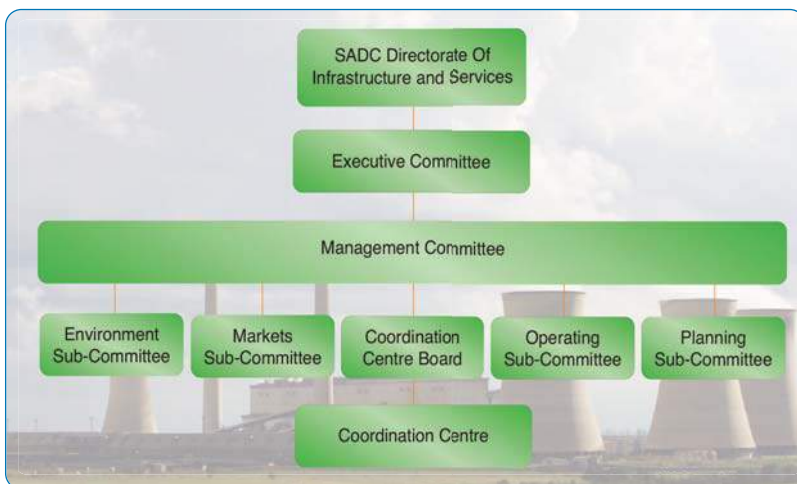 SADC Directorate Of
Infrastructure and Services
Executive Committee
Management Committee
Environment
Sub-Committee
Markets
Sub-Committee
Coordination
Centre Board
Operating
Sub-Committee
Planning
Sub-Committee
Coordination Centre